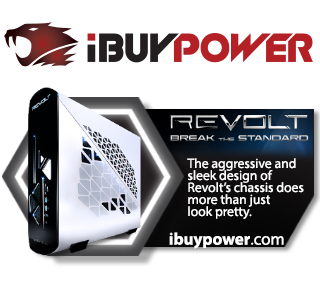 iBUYPOWER
REVOLT
BREAK THE STANDARD
REVOLT
The aggressive and
sleek design of
Revolt's chassis does
more than just
look pretty.
ibuypower.com